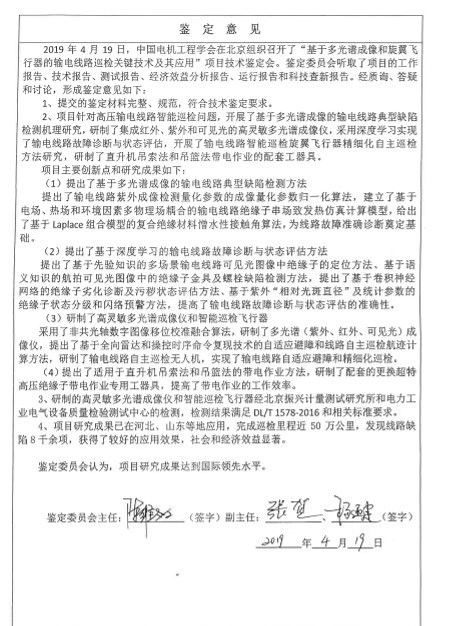 鉴 定 意 见
2019 年 4 月 19 日，中国电机工程学会在北京组织召开了“基于多光谱成像和旋翼飞
行器的输电线路巡检关键技术及其应用”项目技术鉴定会。鉴定委员会听取了项目的工作
报告、技术报告、测试报告、经济效益分析报告、运行报告和科技查新报告。经质询、答疑
和讨论，形成鉴定意见如下：
1、提交的鉴定材料完整、规范，符合技术鉴定要求。
2、项目针对高压输电线路智能巡检问题，开展了基于多光谱成像的输电线路典型缺陷
检测机理研究，研制了集成红外、紫外和可见光的高灵敏多光谱成像仪，采用深度学习实现
了输电线路故障诊断与状态评估，开展了输电线路智能巡检旋翼飞行器精细化自主巡检
方法研究，研制了直升机吊索法和吊篮法带电作业的配套工器具。
项目主要创新点和研究成果如下：
（1）提出了基于多光谱成像的输电线路典型缺陷检测方法
提出了输电线路紫外成像检测量化参数的成像量化参数归一化算法，建立了基于
电场、热场和环境因素多物理场耦合的输电线路绝缘子串场致发热仿真计算模型，给出
了基于 Laplace 组合模型的复合绝缘材料憎水性接触角算法，为线路故障准确诊断奠定基
础。
（2）提出了基于深度学习的输电线路故障诊断与状态评估方法
提出了基于先验知识的多场景输电线路可见光图像中绝缘子的定位方法、基于语
义知识的航拍可见光图像中的绝缘子金具及螺栓缺陷检测方法，提出了基于卷积神经
网络的绝缘子劣化诊断及污秽状态评估方法、基于紫外“相对光斑直径”及统计参数的
绝缘子状态分级和闪络预警方法，提高了输电线路故障诊断与状态评估的准确性。
（3）研制了高灵敏多光谱成像仪和智能巡检飞行器
采用了非共光轴数字图像移位校准融合算法，研制了多光谱（紫外、红外、可见光）成
像仪，提出了基于全向雷达和操控时序命令复现技术的自适应避障和线路自主巡检航迹计
算方法，研制了输电线路自主巡检无人机，实现了输电线路自适应避障和精细化巡检。
（4）提出了适用于直升机吊索法和吊篮法的带电作业方法，研制了配套的更换超特
高压绝缘子带电作业专用工器具，提高了带电作业的工作效率。
3、研制的高灵敏多光谱成像仪和智能巡检飞行器经北京振兴计量测试研究所和电力工
业电气设备质量检验测试中心的检测，检测结果满足 DL/T 1578-2016 和相关标准要求。
4、项目研究成果已在河北、山东等地应用，完成巡检里程近 50 万公里，发现线路缺
陷 8 千余项，获得了较好的应用效果，社会和经济效益显著。
鉴定委员会认为，项目研究成果达到国际领先水平。
鉴定委员会主任：（签字）副主任：、（签字）
2019 年 4 月 19 日